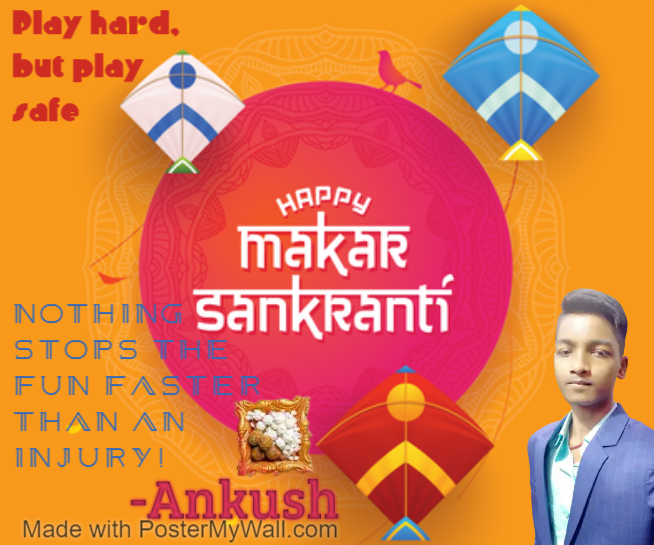 Play hard,
but play
safe
HAPPY
MAKAR
SANKRANTI
NOTHING
STOPS THE
FUN FASTER
THAN AN
INJURY!
-Ankush
Made with PosterMyWall.com